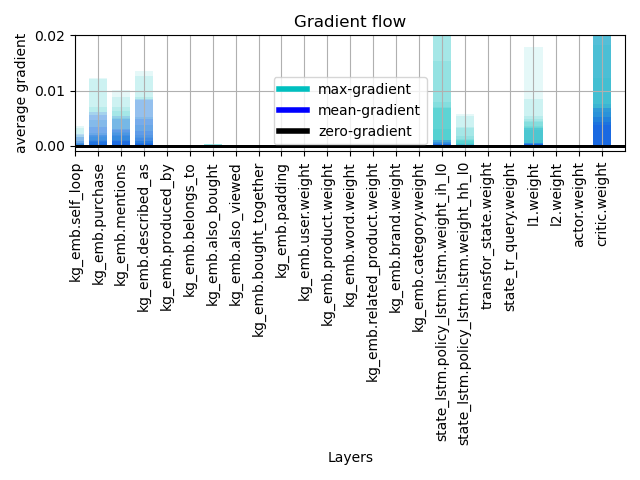 Gradient flow
average gradient
0.02
0.01
0.00
max-gradient
mean-gradient
zero-gradient
kg_emb.self_loop
kg_emb.purchase
kg_emb.mentions
kg_emb.described_as
kg_emb.produced_by
kg_emb.belongs_to
kg_emb.also_bought
kg_emb.also_viewed
kg_emb.bought_together
kg_emb.padding
kg_emb.user.weight
kg_emb.product.weight
kg_emb.word.weight
kg_emb.related_product.weight
kg_emb.brand.weight
kg_emb.category.weight
state_lstm.policy_lstm.lstm.weight_ih_l0
state_lstm.policy_lstm.lstm.weight_hh_l0
transfor_state.weight
state_tr_query.weight
l1.weight
l2.weight
actor.weight
critic.weight
Layers